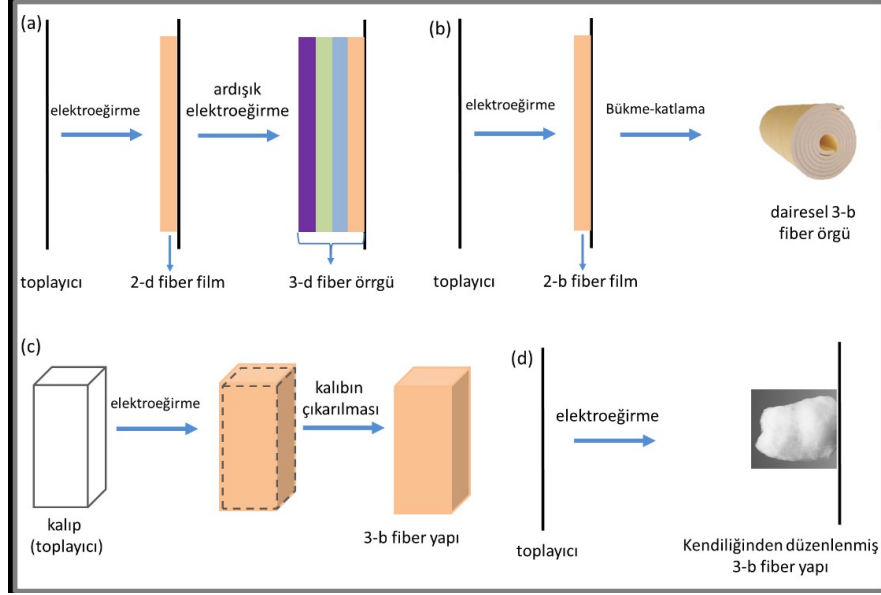 (a)
elektroeğirme
ardışık
elektroeğirme
toplayıcı
2-d fiber film
3-d fiber örrgü
(b)
elektroeğirme
Bükme-katlama
dairesel 3-b
fiber örgü
toplayıcı
2-b fiber film
(c)
elektroeğirme
kalıbın
çıkarılması
kalıp
(toplayıcı)
3-b fiber yapı
(d)
elektroeğirme
toplayıcı
Kendiliğinden düzenlenmiş
3-b fiber yapı